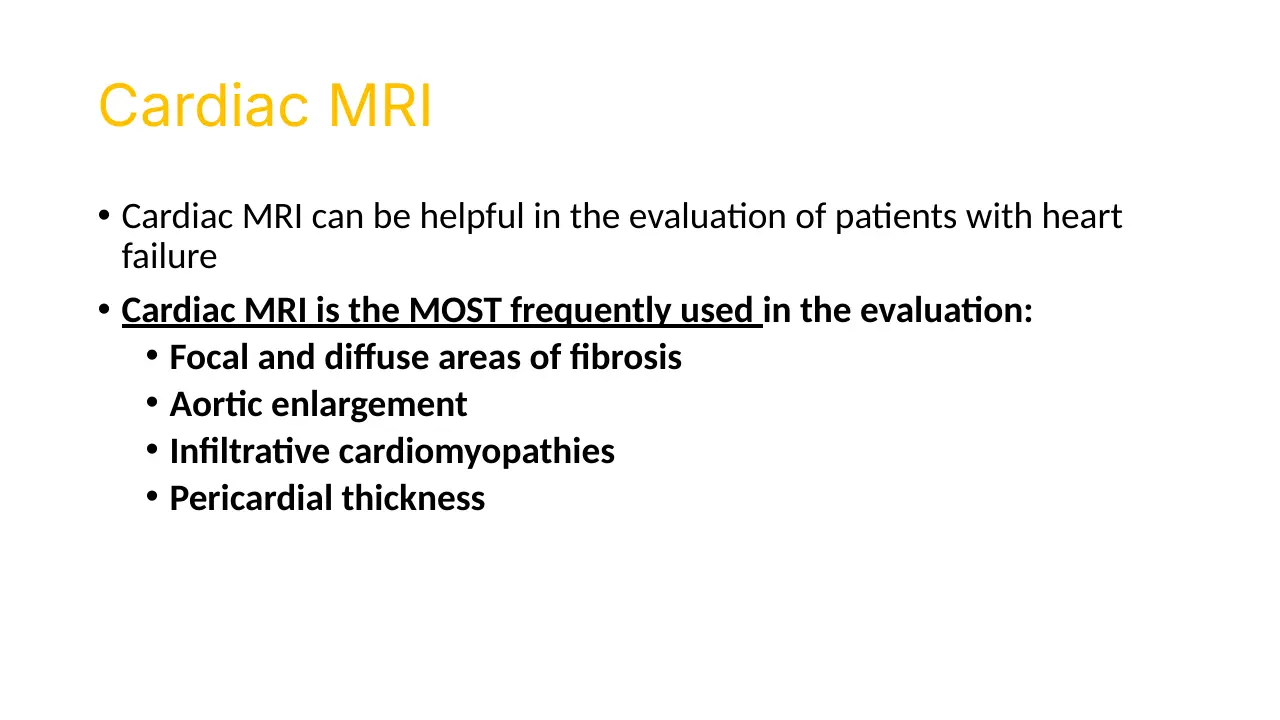 Cardiac MRI
• Cardiac MRI can be helpful in the evaluation of patients with heart
failure
• Cardiac MRI is the MOST frequently used in the evaluation:
• Focal and diffuse areas of fibrosis
• Aortic enlargement
• Infiltrative cardiomyopathies
• Pericardial thickness